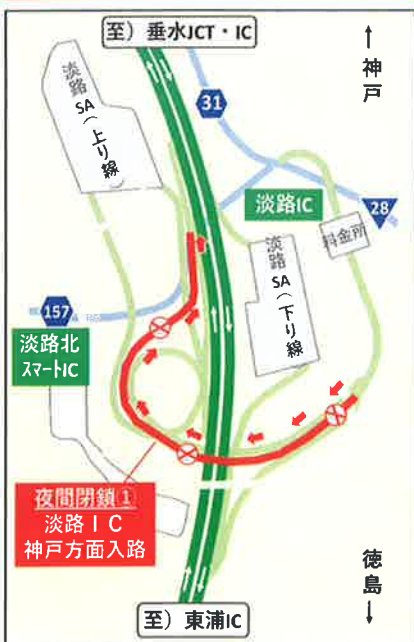 至）垂水JCT・IC
↑
神戸
淡路
SA（上り線）
31
淡路IC
28
料金所
淡路
SA（下り線）
157
淡路北
スマートIC
夜間閉鎖①
淡路ＩＣ
神戸方面入路
徳島
↓
至）東浦IC